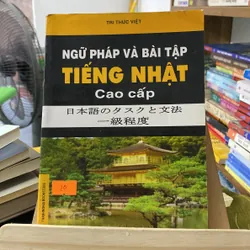 TRI THỨC VIỆT
NGỮ PHÁP VÀ BÀI TẬP
TIẾNG NHẬT
Cao cấp
日本語のタスクと文法
一級程度